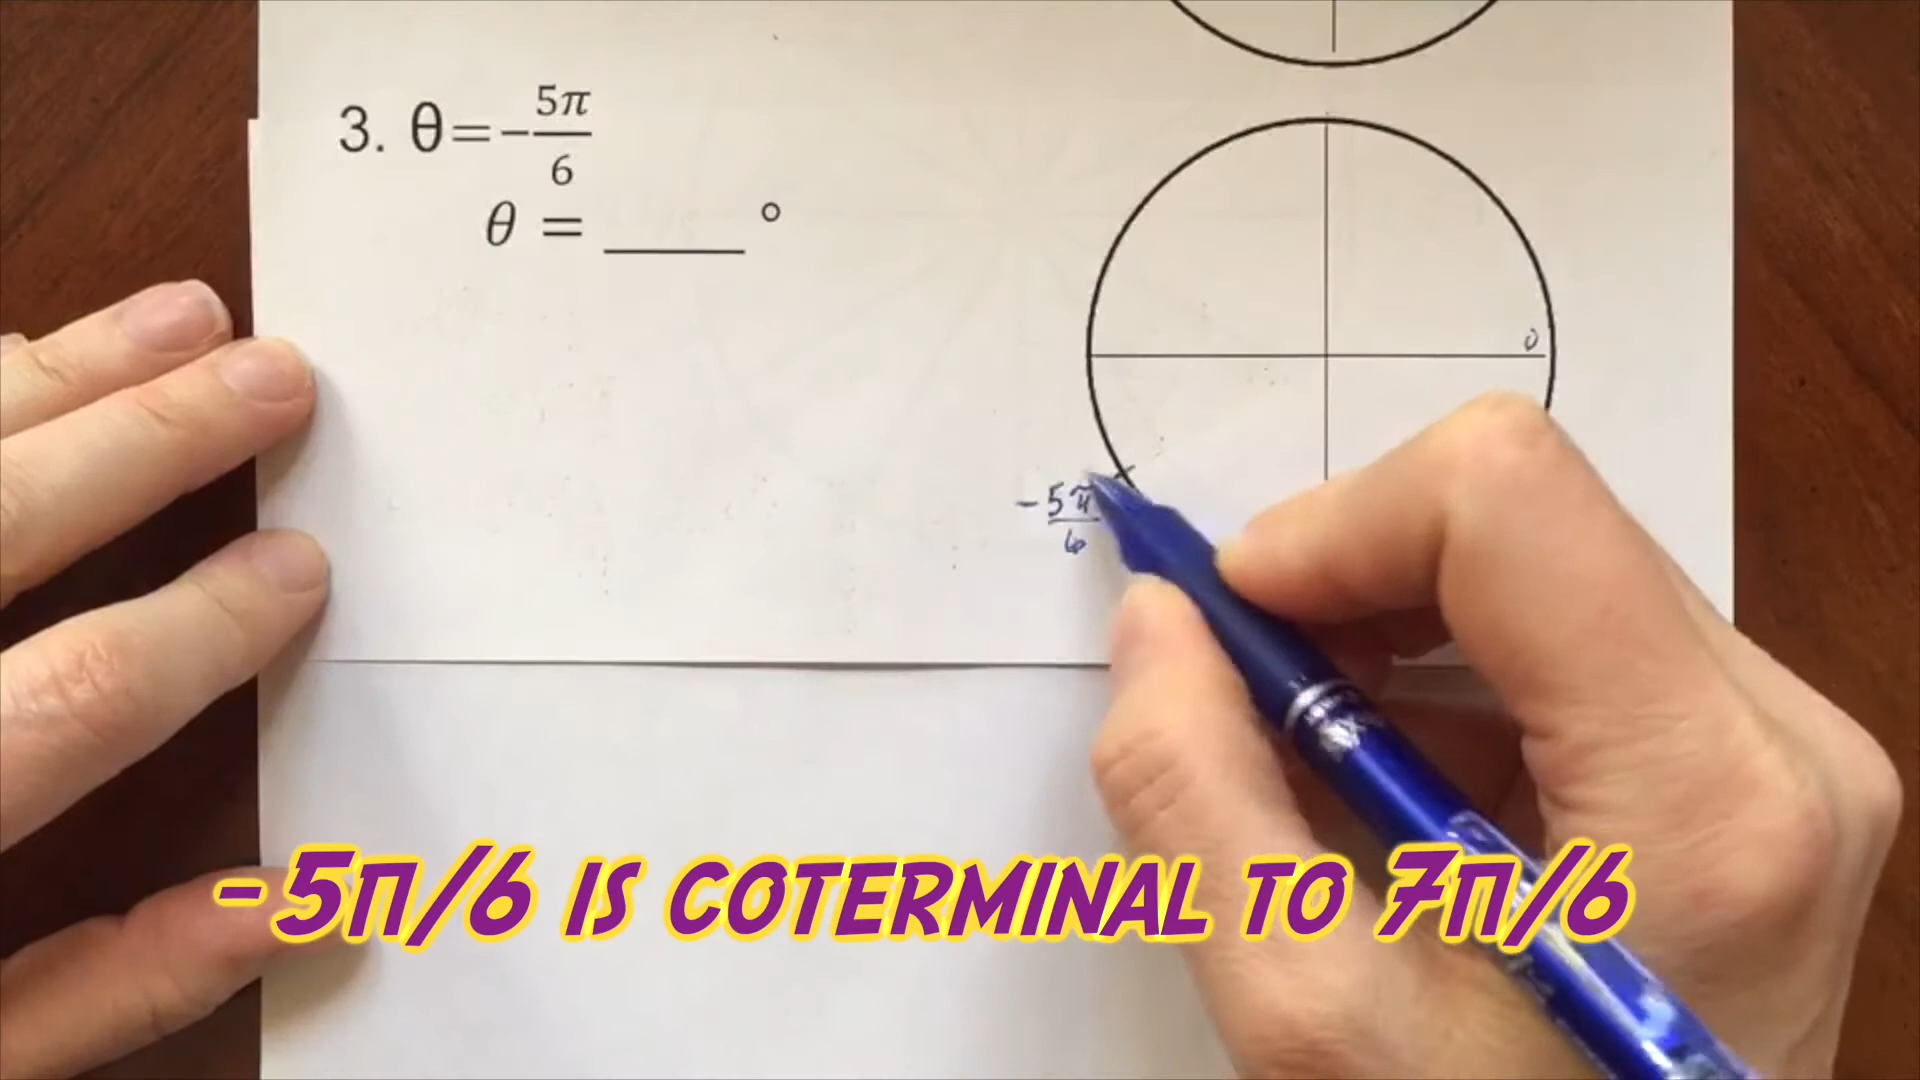 3. θ=-5π/6
θ = ____ °
0
-5π/6
-5π/6 IS COTERMINAL TO 7π/6